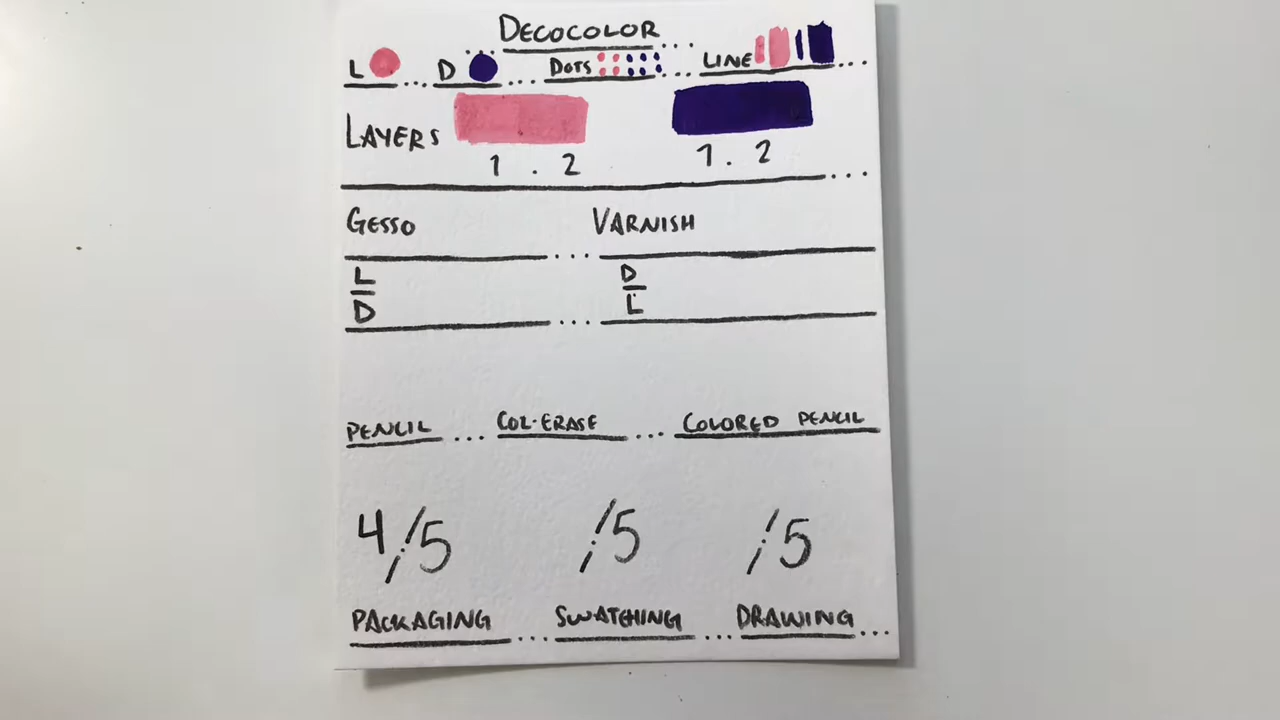 DECOCOLOR
L D DOTS LINE
LAYERS
1 . 2 1 . 2
GESSO VARNISH
L D
D L
PENCIL COL-ERASE COLORED PENCIL
4/5 /5 /5
PACKAGING SWATCHING DRAWING